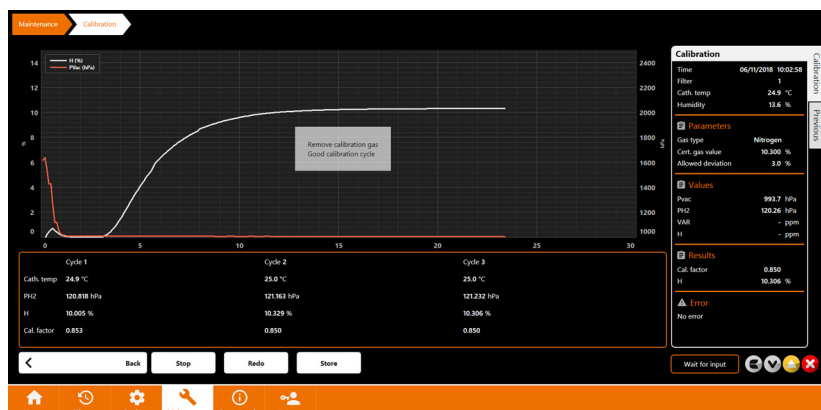 Maintenance
Calibration
H (%)
PVac (hPa)
14
12
10
8
6
4
2
0
%
2400
2200
2000
1800
1600
1400
1200
1000
hPa
0 5 10 15 20 25 30
Remove calibration gas
Good calibration cycle
Cycle 1 Cycle 2 Cycle 3
Cath. temp 24.9 °C 25.0 °C 25.0 °C
PH2 120.818 hPa 121.163 hPa 121.232 hPa
H 10.005 % 10.329 % 10.306 %
Cal. factor 0.853 0.850 0.850
Back Stop Redo Store
Calibration
Time 06/11/2018 10:02:58
Filter 1
Cath. temp 24.9 °C
Humidity 13.6 %
Parameters
Gas type Nitrogen
Cert. gas value 10.300 %
Allowed deviation 3.0 %
Values
Pvac 993.7 hPa
PH2 120.26 hPa
VAR - ppm
H - ppm
Results
Cal. factor 0.850
H 10.306 %
Error
No error
Wait for input
Calibration
Previous